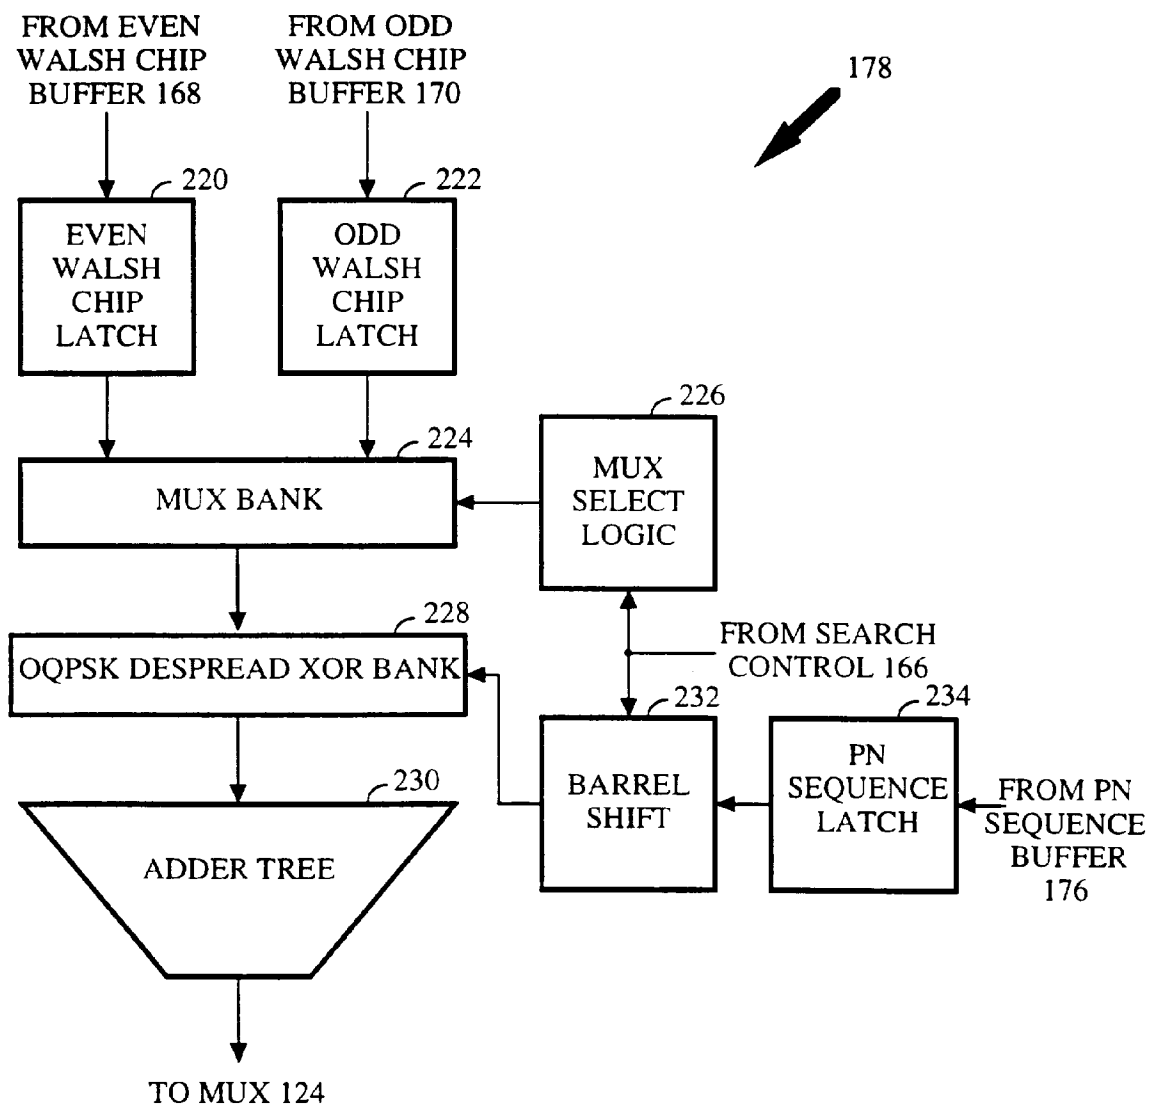 FROM EVEN
WALSH CHIP
BUFFER 168
FROM ODD
WALSH CHIP
BUFFER 170
178
220
EVEN
WALSH
CHIP
LATCH
222
ODD
WALSH
CHIP
LATCH
224
MUX BANK
226
MUX
SELECT
LOGIC
228
OQPSK DESPREAD XOR BANK
FROM SEARCH
CONTROL 166
230
ADDER TREE
232
BARREL
SHIFT
234
PN
SEQUENCE
LATCH
FROM PN
SEQUENCE
BUFFER
176
TO MUX 124